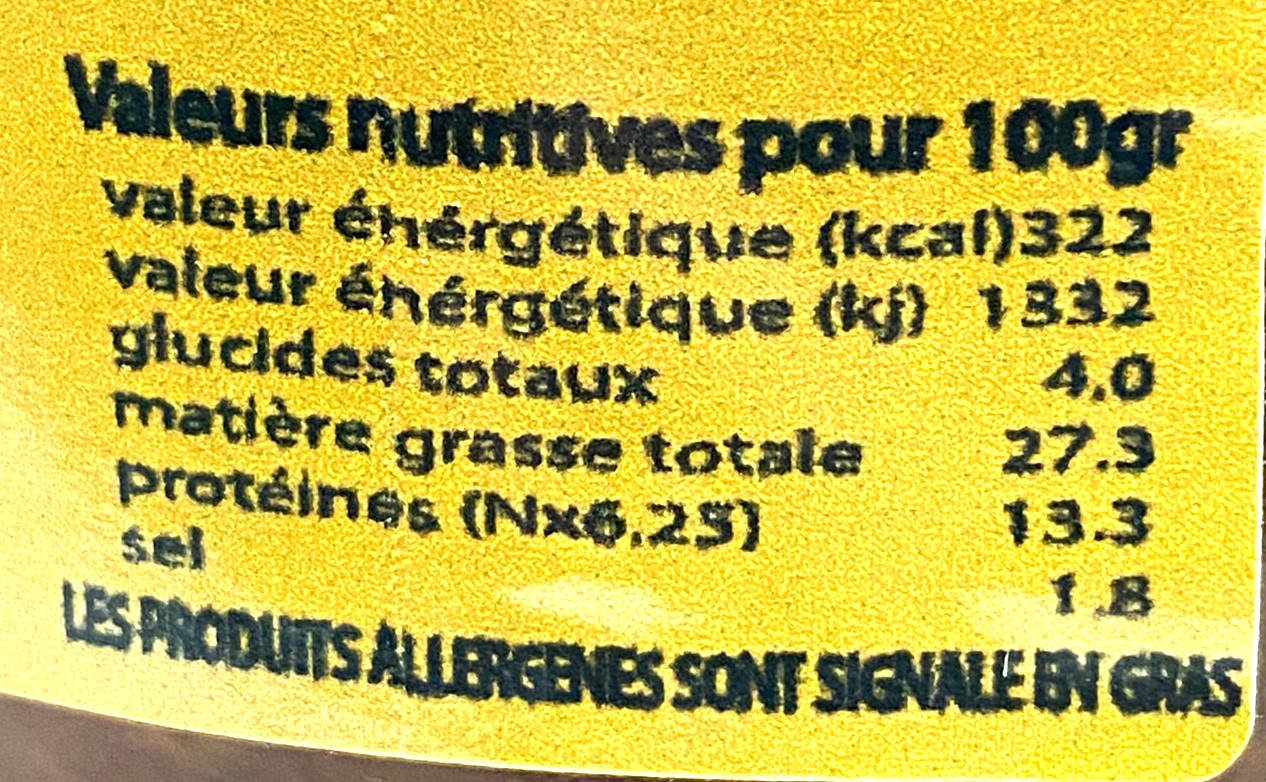 Valeurs nutritives pour 100gr
valeur énérgétique (kcal)322
valeur énérgétique (kj) 1332
glucides totaux 4,0
matière grasse totale 27.3
protéines (Nx6,25) 13.3
sel 1.8
LES PRODUITS ALLERGENES SONT SIGNALE EN GRAS